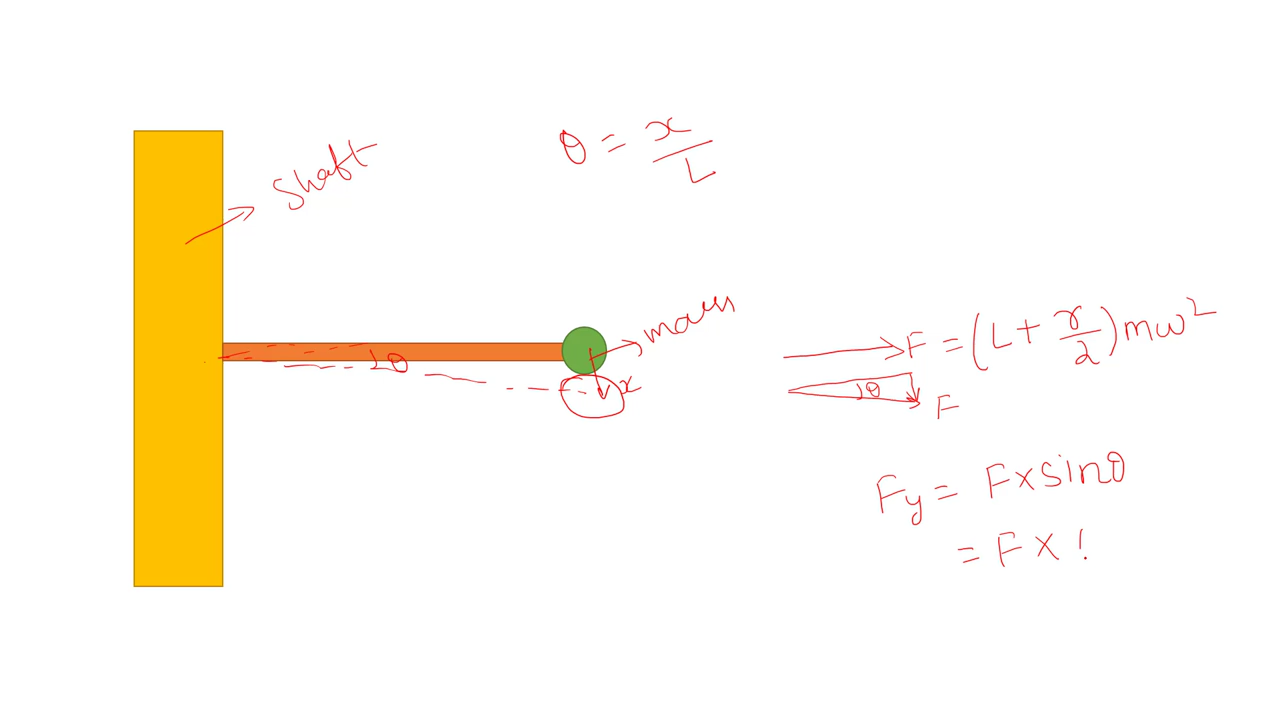 Shaft
θ = x/L
mass
θ
x
F = (L + r/2) mω²
θ
F
Fy = F × sinθ
= F ×